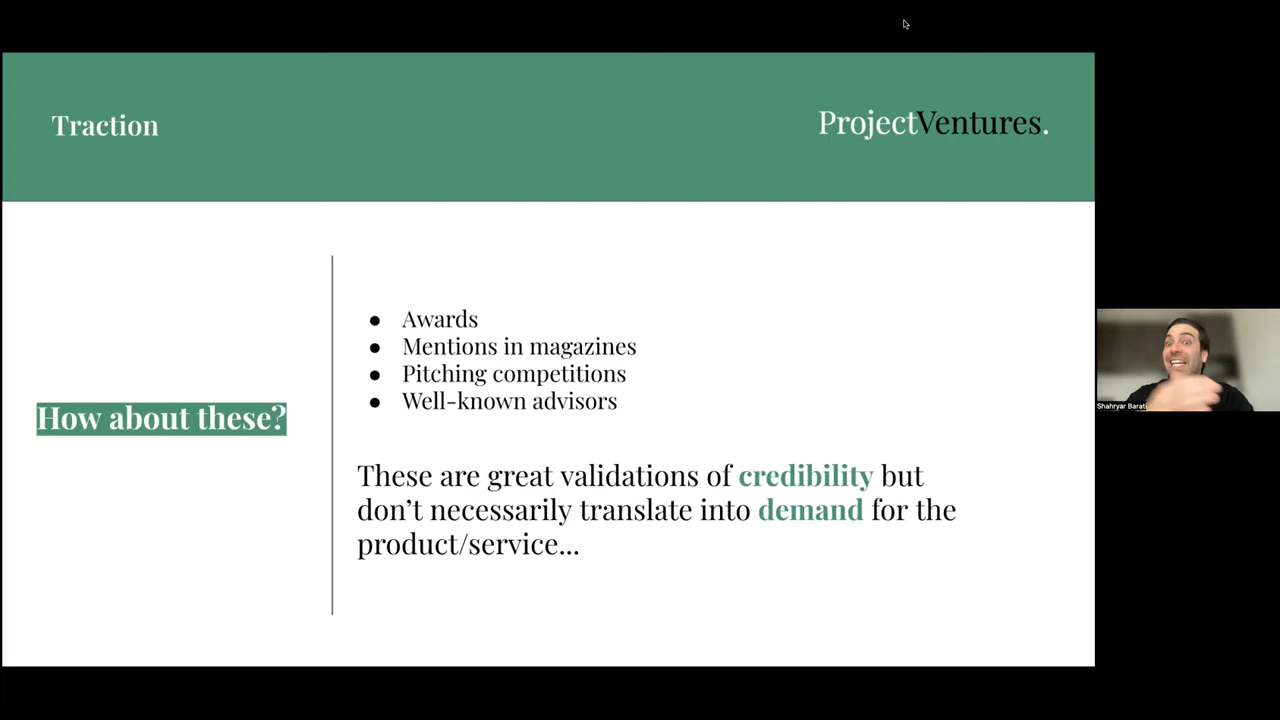 Traction
ProjectVentures.
How about these?
● Awards
● Mentions in magazines
● Pitching competitions
● Well-known advisors
These are great validations of credibility but
don’t necessarily translate into demand for the
product/service...
Shahryar Barati